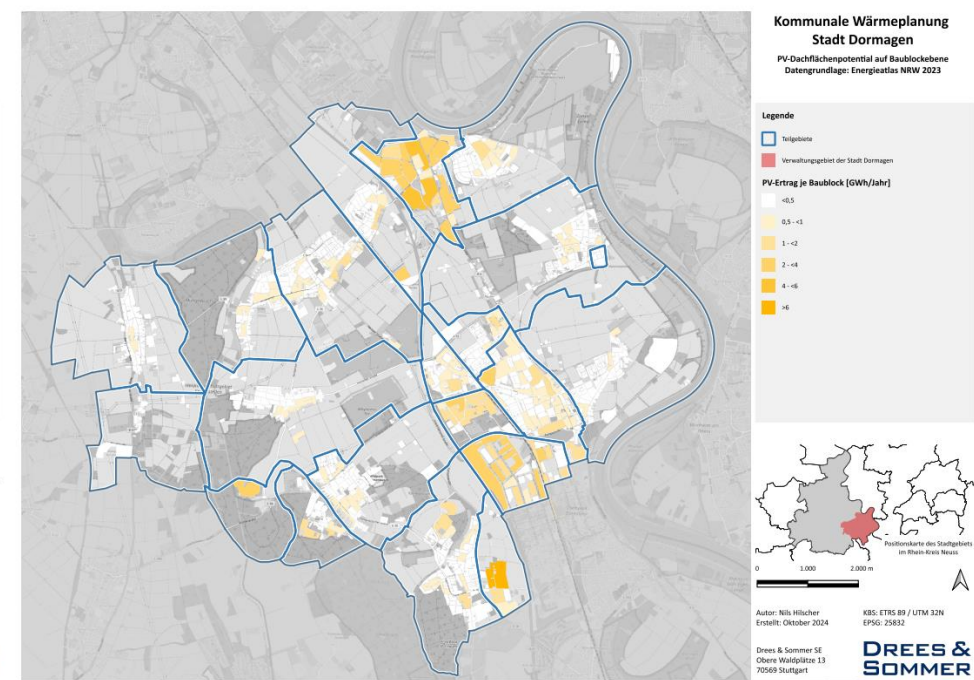 Kommunale Wärmeplanung
Stadt Dormagen
PV-Dachflächenpotential auf Baublockebene
Datengrundlage: Energieatlas NRW 2023
Legende
Teilgebiete
Verwaltungsgebiet der Stadt Dormagen
PV-Ertrag je Baublock [GWh/Jahr]
<0,5
0,5 - <1
1 - <2
2 - <4
4 - <6
>6
Positionskarte des Stadtgebiets
im Rhein-Kreis Neuss
0 1.000 2.000 m
Autor: Nils Hilscher
Erstellt: Oktober 2024
KBS: ETRS 89 / UTM 32N
EPSG: 25832
Drees & Sommer SE
Obere Waldplätze 13
70569 Stuttgart
DREES &
SOMMER